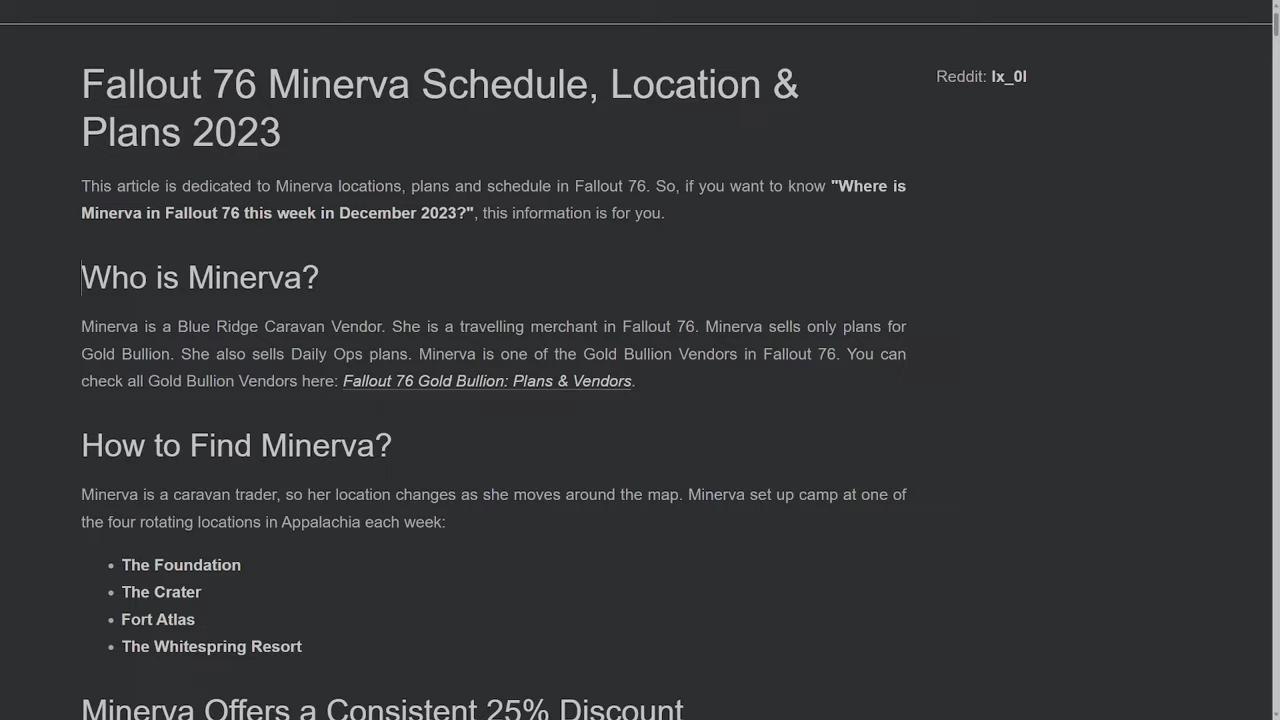 Fallout 76 Minerva Schedule, Location &
Plans 2023
Reddit: lx_0l
This article is dedicated to Minerva locations, plans and schedule in Fallout 76. So, if you want to know "Where is
Minerva in Fallout 76 this week in December 2023?", this information is for you.
Who is Minerva?
Minerva is a Blue Ridge Caravan Vendor. She is a travelling merchant in Fallout 76. Minerva sells only plans for
Gold Bullion. She also sells Daily Ops plans. Minerva is one of the Gold Bullion Vendors in Fallout 76. You can
check all Gold Bullion Vendors here: Fallout 76 Gold Bullion: Plans & Vendors.
How to Find Minerva?
Minerva is a caravan trader, so her location changes as she moves around the map. Minerva set up camp at one of
the four rotating locations in Appalachia each week:
• The Foundation
• The Crater
• Fort Atlas
• The Whitespring Resort
Minerva Offers a Consistent 25% Discount